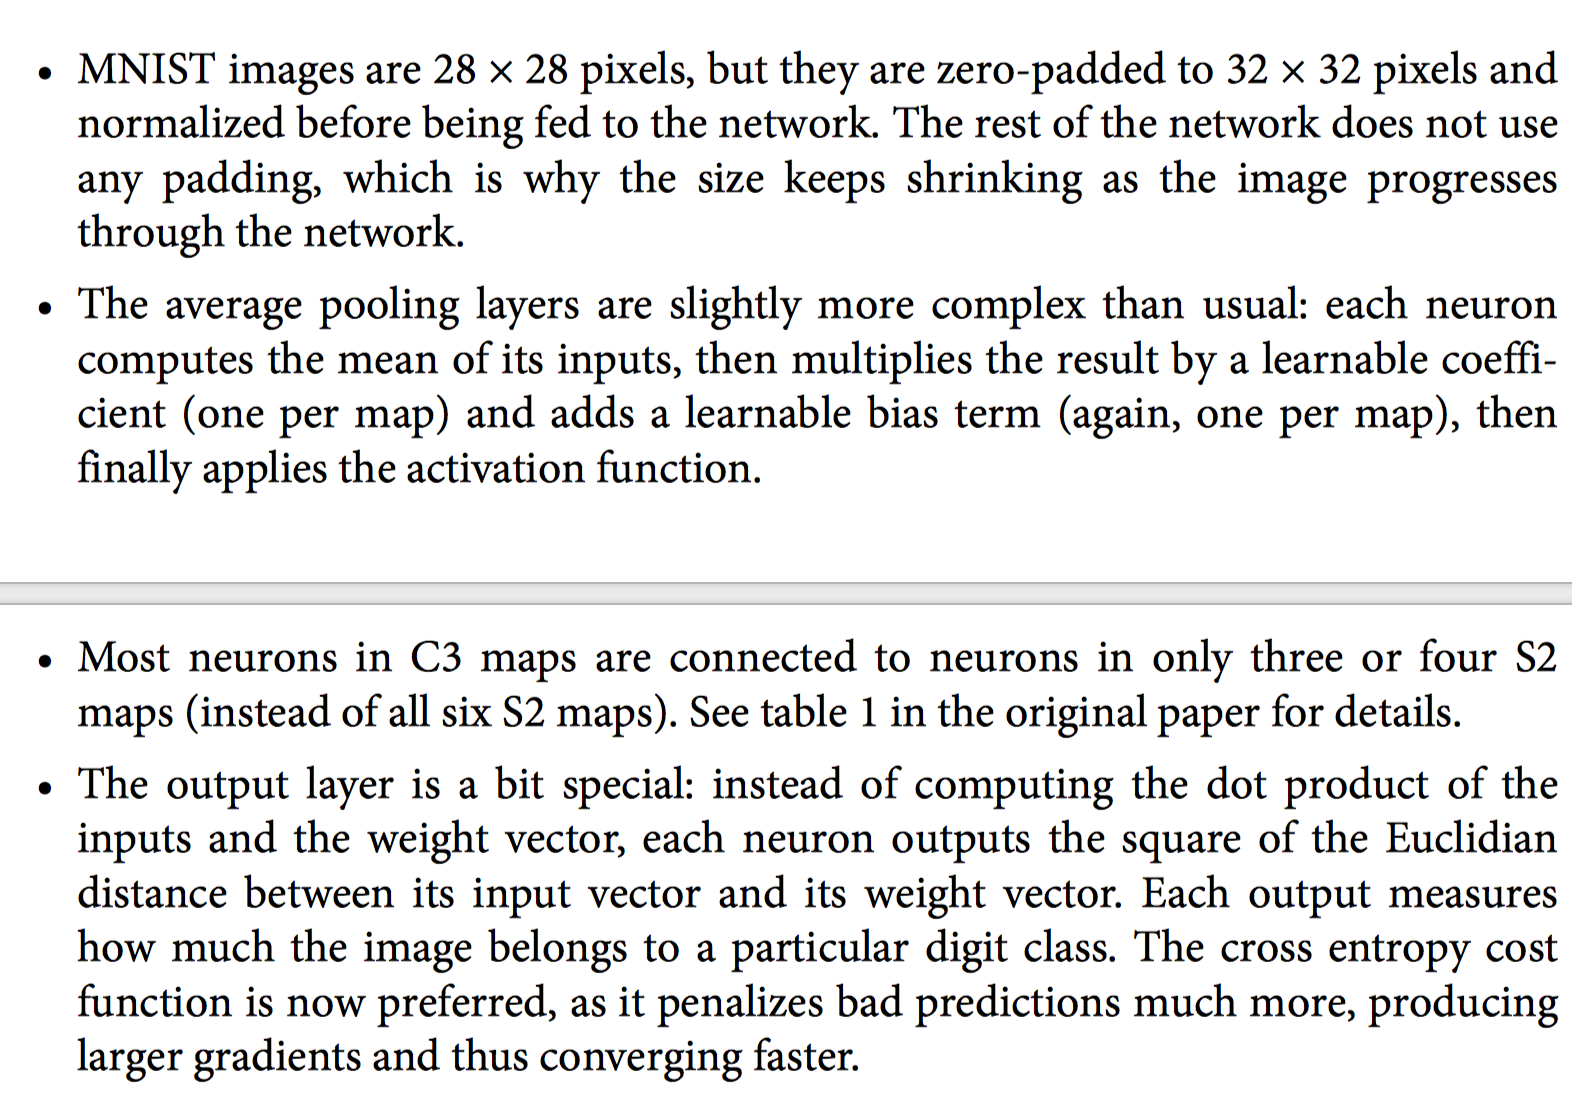 • MNIST images are 28 × 28 pixels, but they are zero-padded to 32 × 32 pixels and
normalized before being fed to the network. The rest of the network does not use
any padding, which is why the size keeps shrinking as the image progresses
through the network.
• The average pooling layers are slightly more complex than usual: each neuron
computes the mean of its inputs, then multiplies the result by a learnable coeffi-
cient (one per map) and adds a learnable bias term (again, one per map), then
finally applies the activation function.
• Most neurons in C3 maps are connected to neurons in only three or four S2
maps (instead of all six S2 maps). See table 1 in the original paper for details.
• The output layer is a bit special: instead of computing the dot product of the
inputs and the weight vector, each neuron outputs the square of the Euclidian
distance between its input vector and its weight vector. Each output measures
how much the image belongs to a particular digit class. The cross entropy cost
function is now preferred, as it penalizes bad predictions much more, producing
larger gradients and thus converging faster.